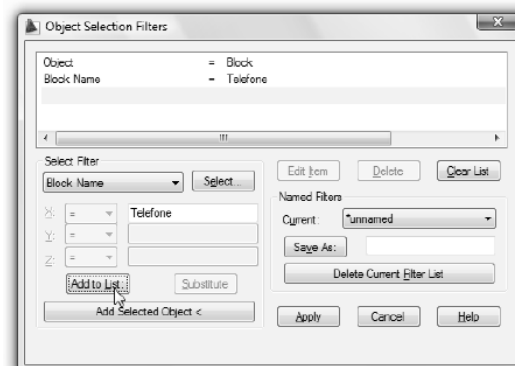 Object Selection Filters
Object = Block
Block Name = Telefone
Select Filter
Block Name Select...
X: = Telefone
Y: =
Z: =
Add to List: Substitute
Add Selected Object <
Edit Item Delete Clear List
Named Filters
Current: *unnamed
Save As:
Delete Current Filter List
Apply Cancel Help